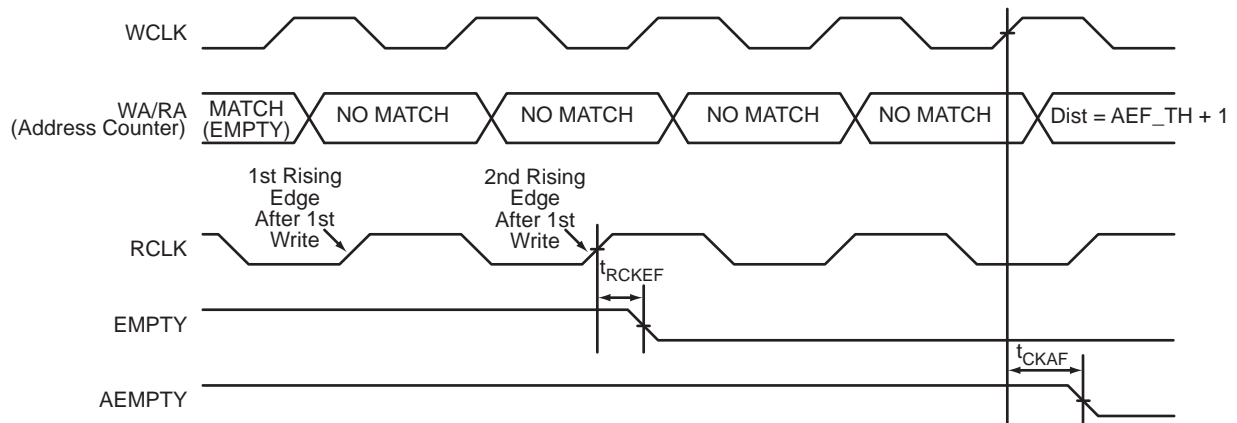 WCLK
WA/RA
(Address Counter)
MATCH
(EMPTY)
NO MATCH
NO MATCH
NO MATCH
NO MATCH
Dist = AEF_TH + 1
1st Rising
Edge
After 1st
Write
2nd Rising
Edge
After 1st
Write
RCLK
tRCKEF
EMPTY
tCKAF
AEMPTY